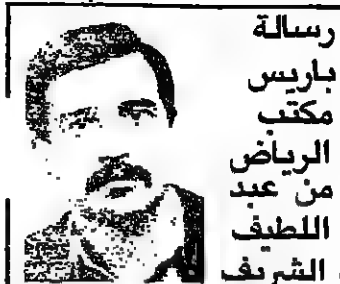 رسالة
باريس
مكتب
الرياض
من عبد
اللطيف
الشريف